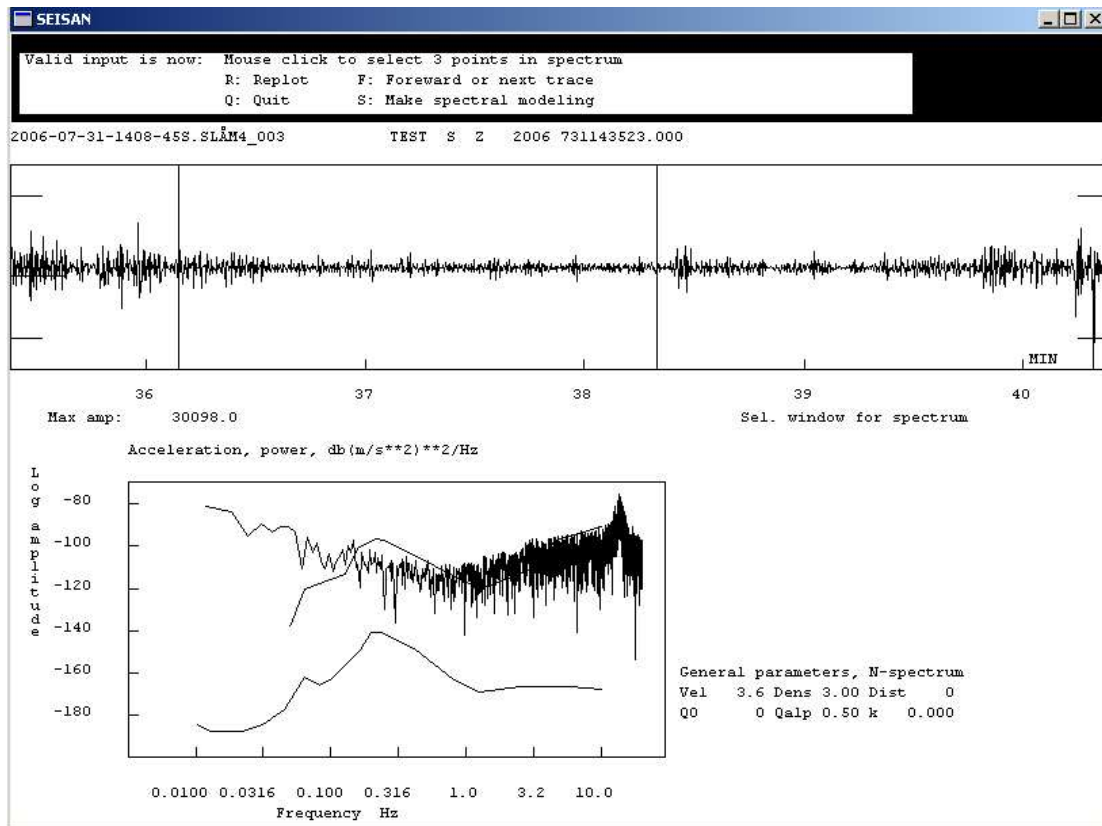 SEISAN
Valid input is now: Mouse click to select 3 points in spectrum
R: Replot F: Foreward or next trace
Q: Quit S: Make spectral modeling
2006-07-31-1408-45S.SLÅM4_003 TEST S Z 2006 731143523.000
MIN
36 37 38 39 40
Max amp: 30098.0 Sel. window for spectrum
Acceleration, power, db(m/s**2)**2/Hz
Log amplitude
-80
-100
-120
-140
-160
-180
General parameters, N-spectrum
Vel 3.6 Dens 3.00 Dist 0
Q0 0 Qalp 0.50 k 0.000
0.0100 0.0316 0.100 0.316 1.0 3.2 10.0
Frequency Hz